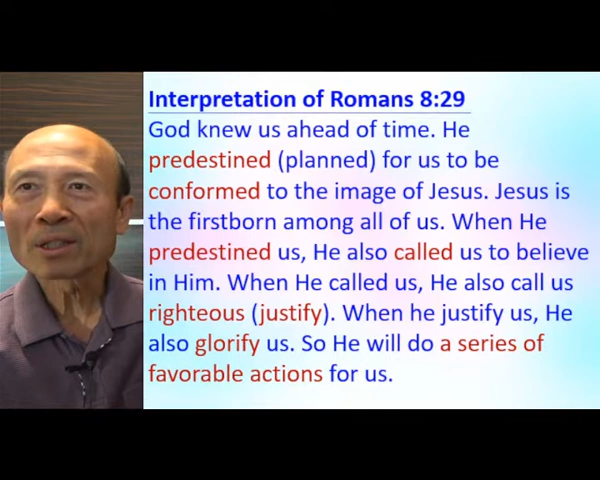 Interpretation of Romans 8:29
God knew us ahead of time. He
predestined (planned) for us to be
conformed to the image of Jesus. Jesus is
the firstborn among all of us. When He
predestined us, He also called us to believe
in Him. When He called us, He also call us
righteous (justify). When he justify us, He
also glorify us. So He will do a series of
favorable actions for us.